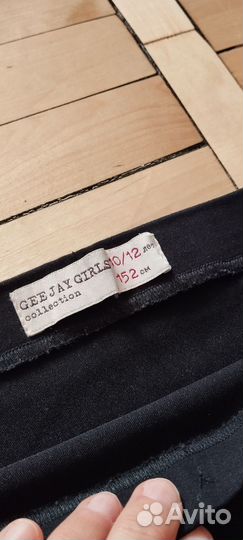 GEE JAY GIRLS
collection
10/12 лет
152 см
Avito